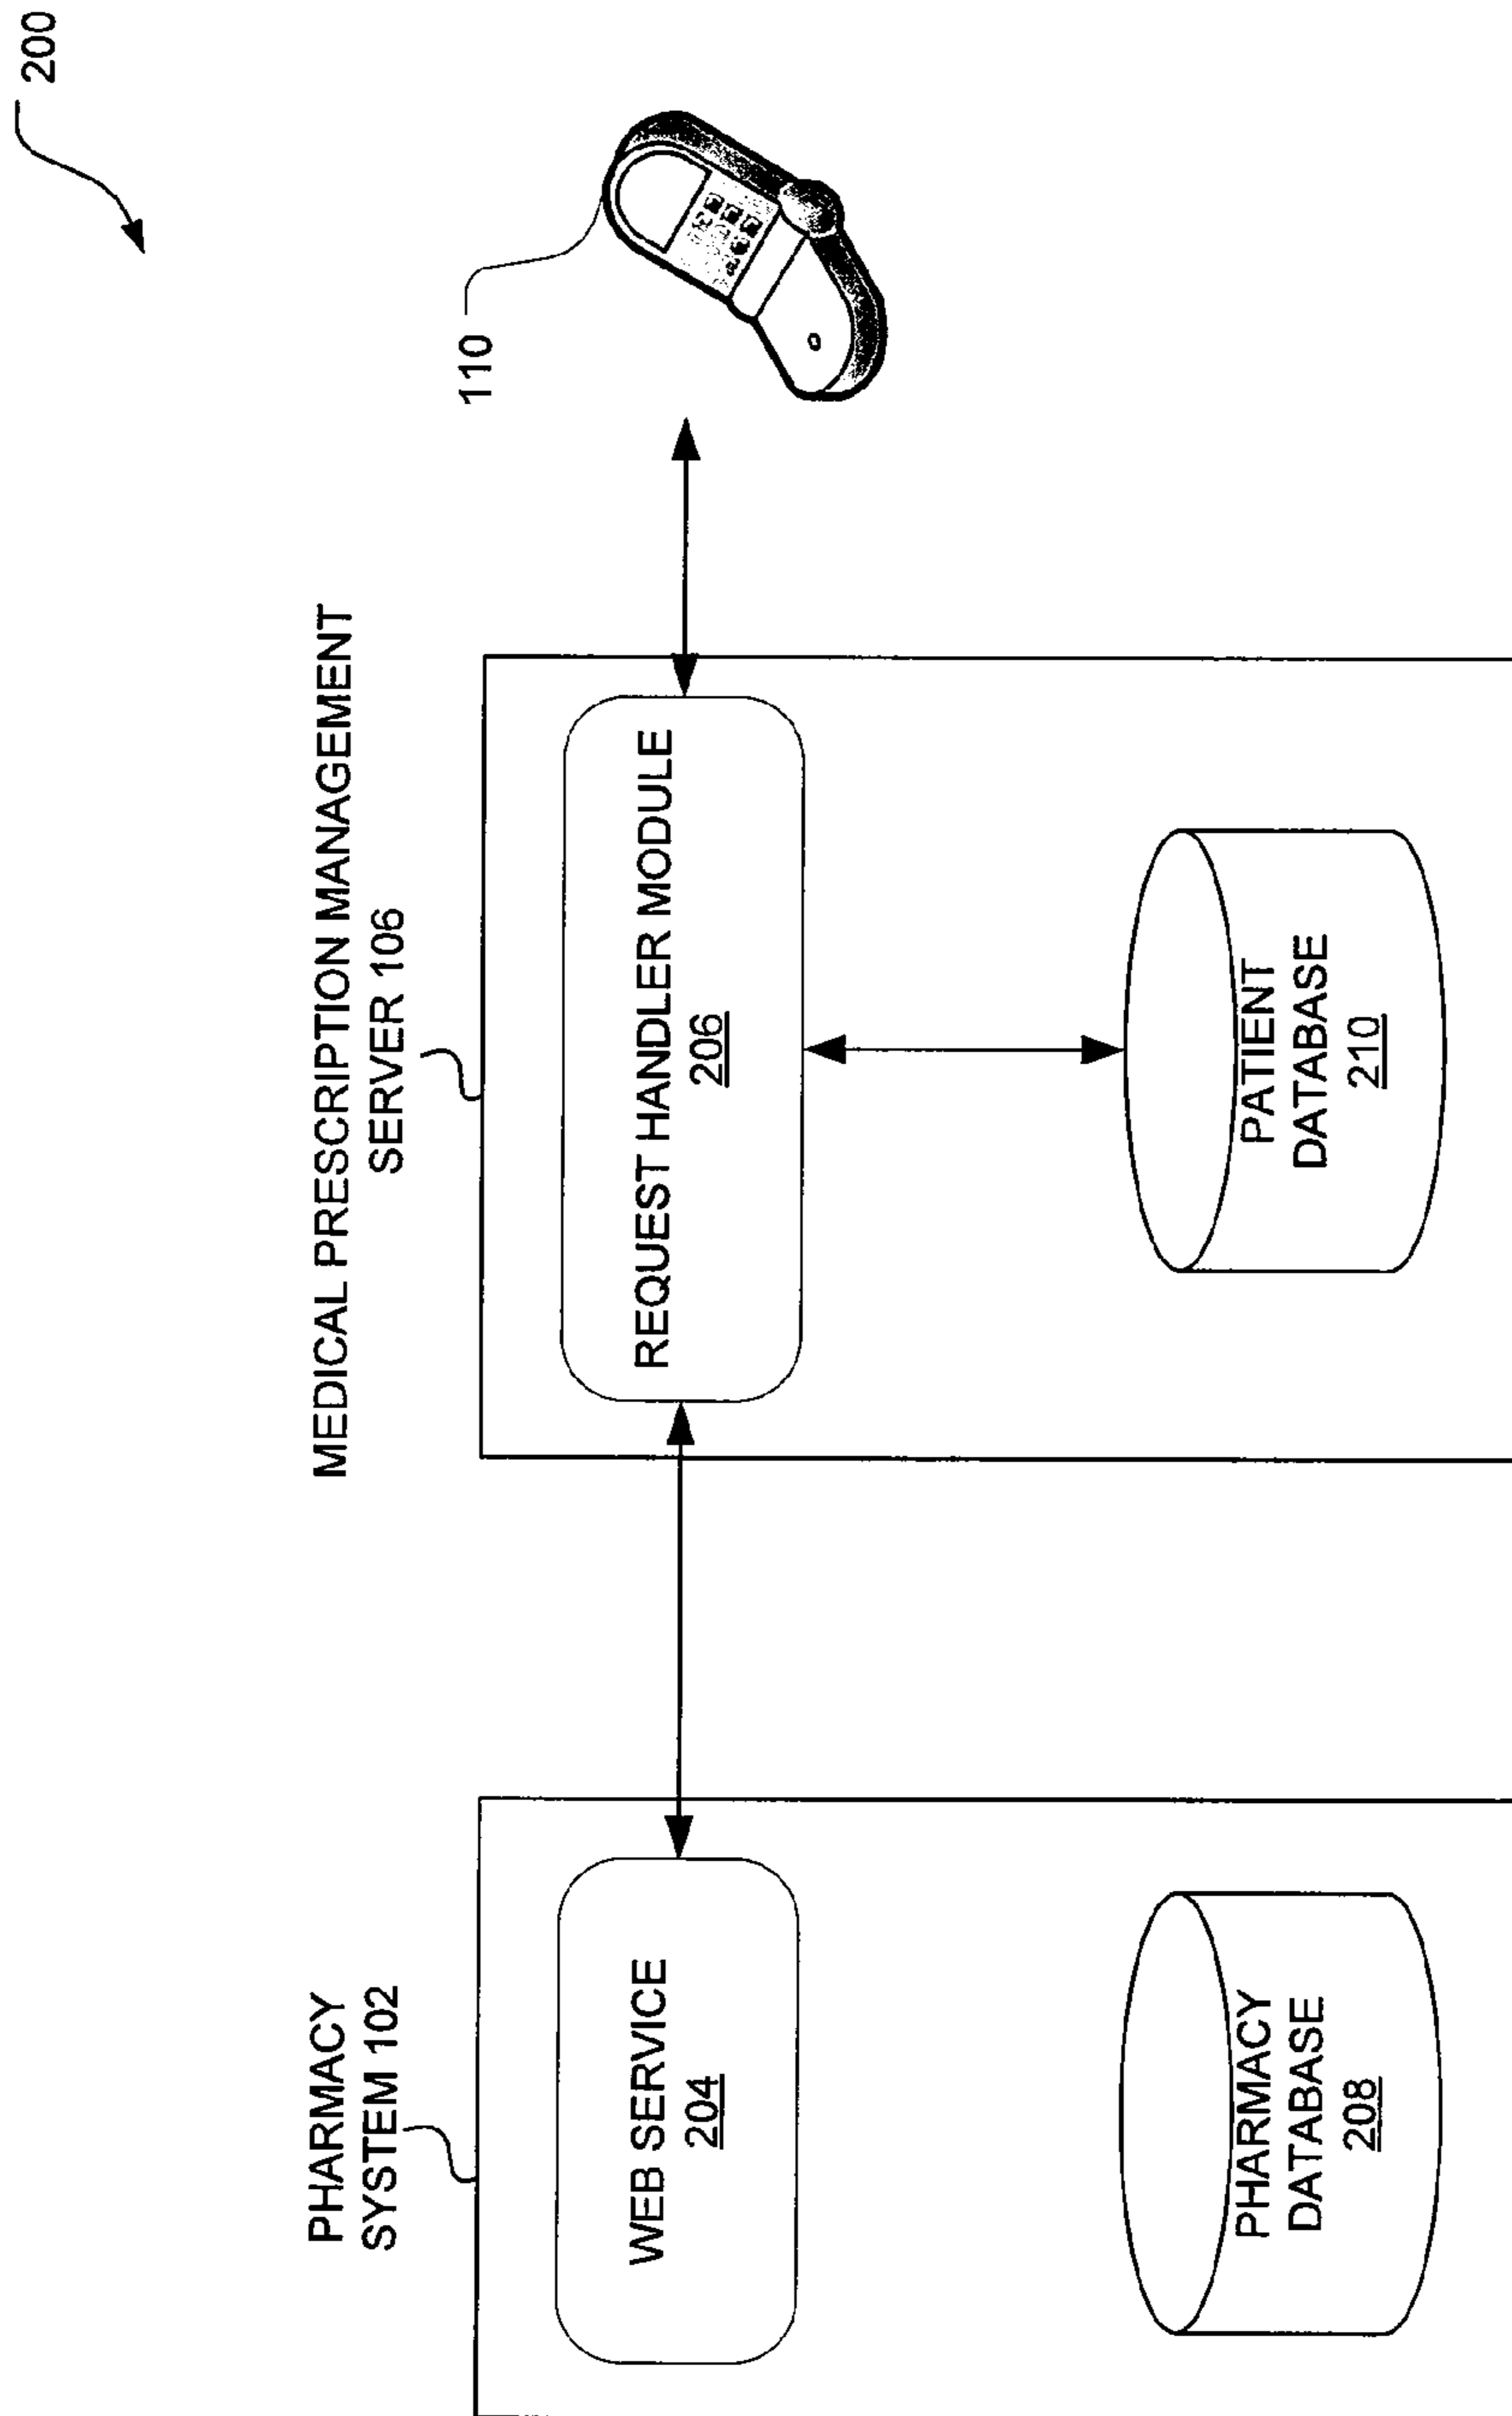 200
110
MEDICAL PRESCRIPTION MANAGEMENT
SERVER 106
REQUEST HANDLER MODULE
206
PATIENT
DATABASE
210
PHARMACY
SYSTEM 102
WEB SERVICE
204
PHARMACY
DATABASE
208